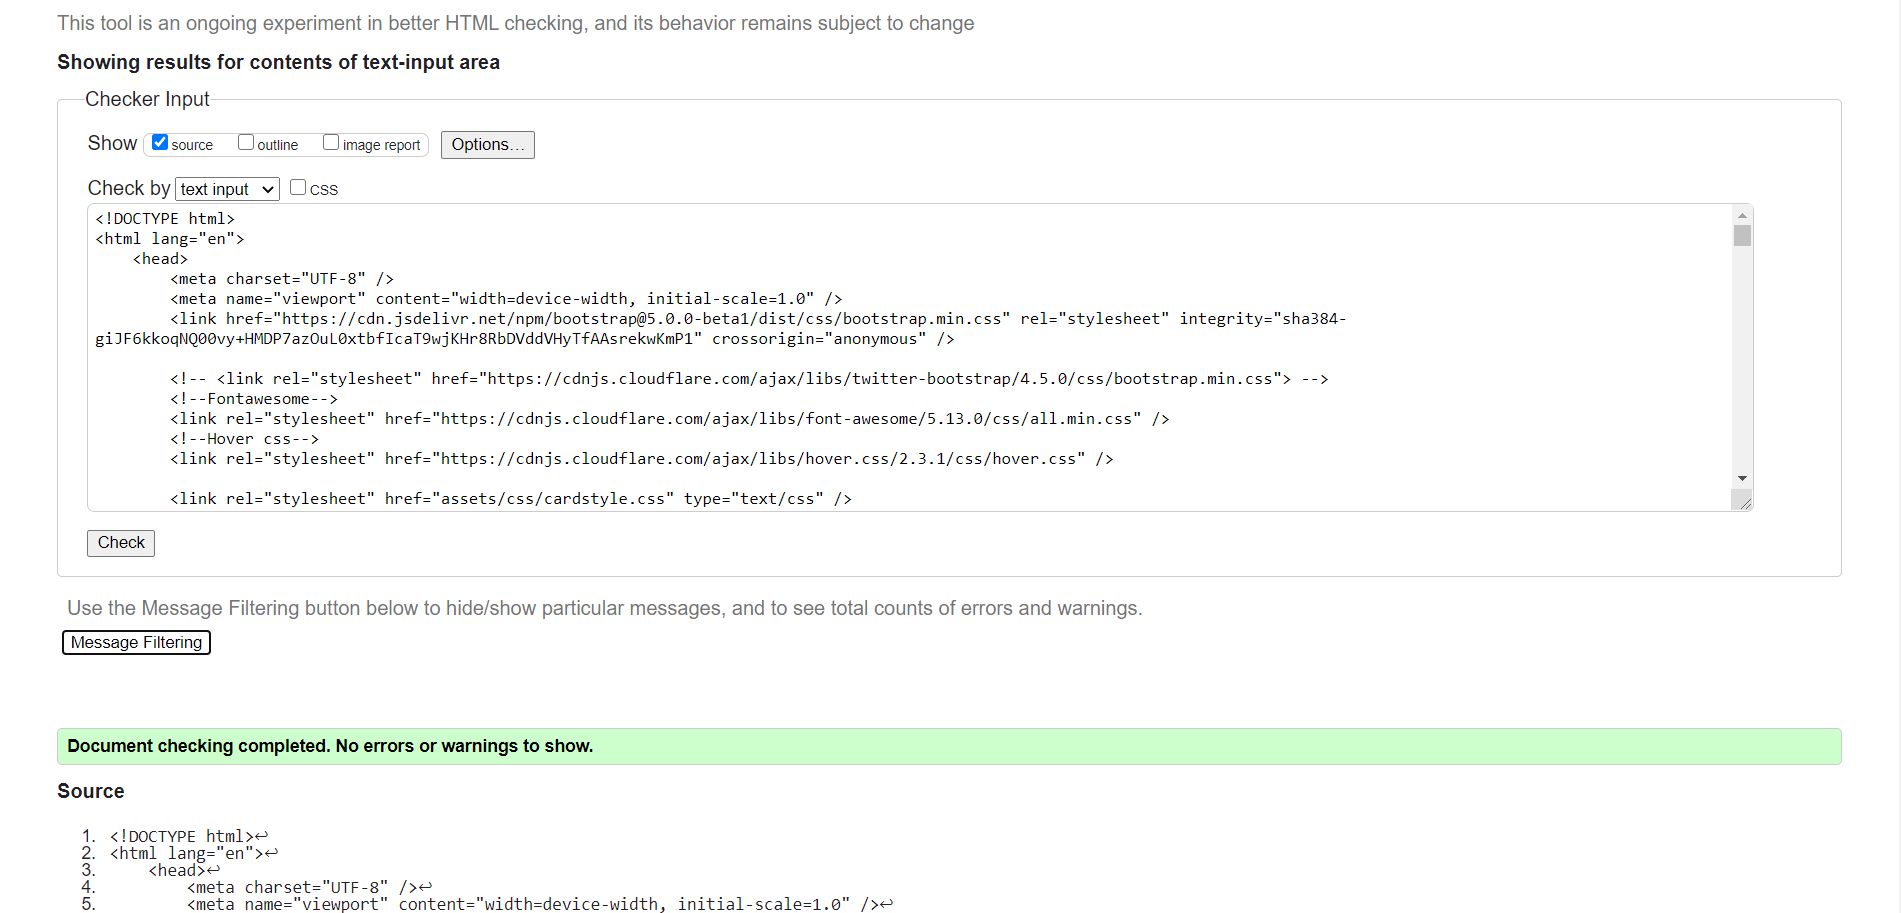 This tool is an ongoing experiment in better HTML checking, and its behavior remains subject to change
Showing results for contents of text-input area
Checker Input
Show source outline image report Options...
Check by text input CSS
<!DOCTYPE html>
<html lang="en">
    <head>
        <meta charset="UTF-8" />
        <meta name="viewport" content="width=device-width, initial-scale=1.0" />
        <link href="https://cdn.jsdelivr.net/npm/bootstrap@5.0.0-beta1/dist/css/bootstrap.min.css" rel="stylesheet" integrity="sha384-
giJF6kkoqNQ00vy+HMDP7azOuL0xtbfIcaT9wjKHr8RbDVddVHyTfAAsrekwKmP1" crossorigin="anonymous" />
        <!-- <link rel="stylesheet" href="https://cdnjs.cloudflare.com/ajax/libs/twitter-bootstrap/4.5.0/css/bootstrap.min.css"> -->
        <!--Fontawesome-->
        <link rel="stylesheet" href="https://cdnjs.cloudflare.com/ajax/libs/font-awesome/5.13.0/css/all.min.css" />
        <!--Hover css-->
        <link rel="stylesheet" href="https://cdnjs.cloudflare.com/ajax/libs/hover.css/2.3.1/css/hover.css" />
        <link rel="stylesheet" href="assets/css/cardstyle.css" type="text/css" />
Check
Use the Message Filtering button below to hide/show particular messages, and to see total counts of errors and warnings.
Message Filtering
Document checking completed. No errors or warnings to show.
Source
1. <!DOCTYPE html>↩
2. <html lang="en">↩
3.     <head>↩
4.         <meta charset="UTF-8" />↩
5.         <meta name="viewport" content="width=device-width, initial-scale=1.0" />↩